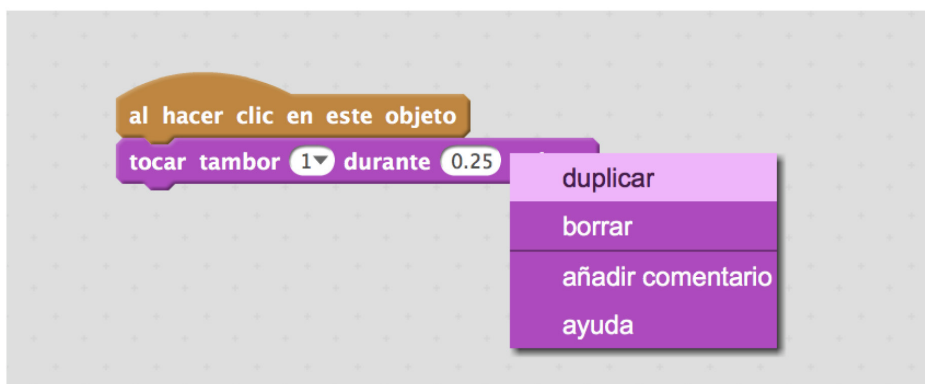 al hacer clic en este objeto
tocar tambor 1 durante 0.25
duplicar
borrar
añadir comentario
ayuda